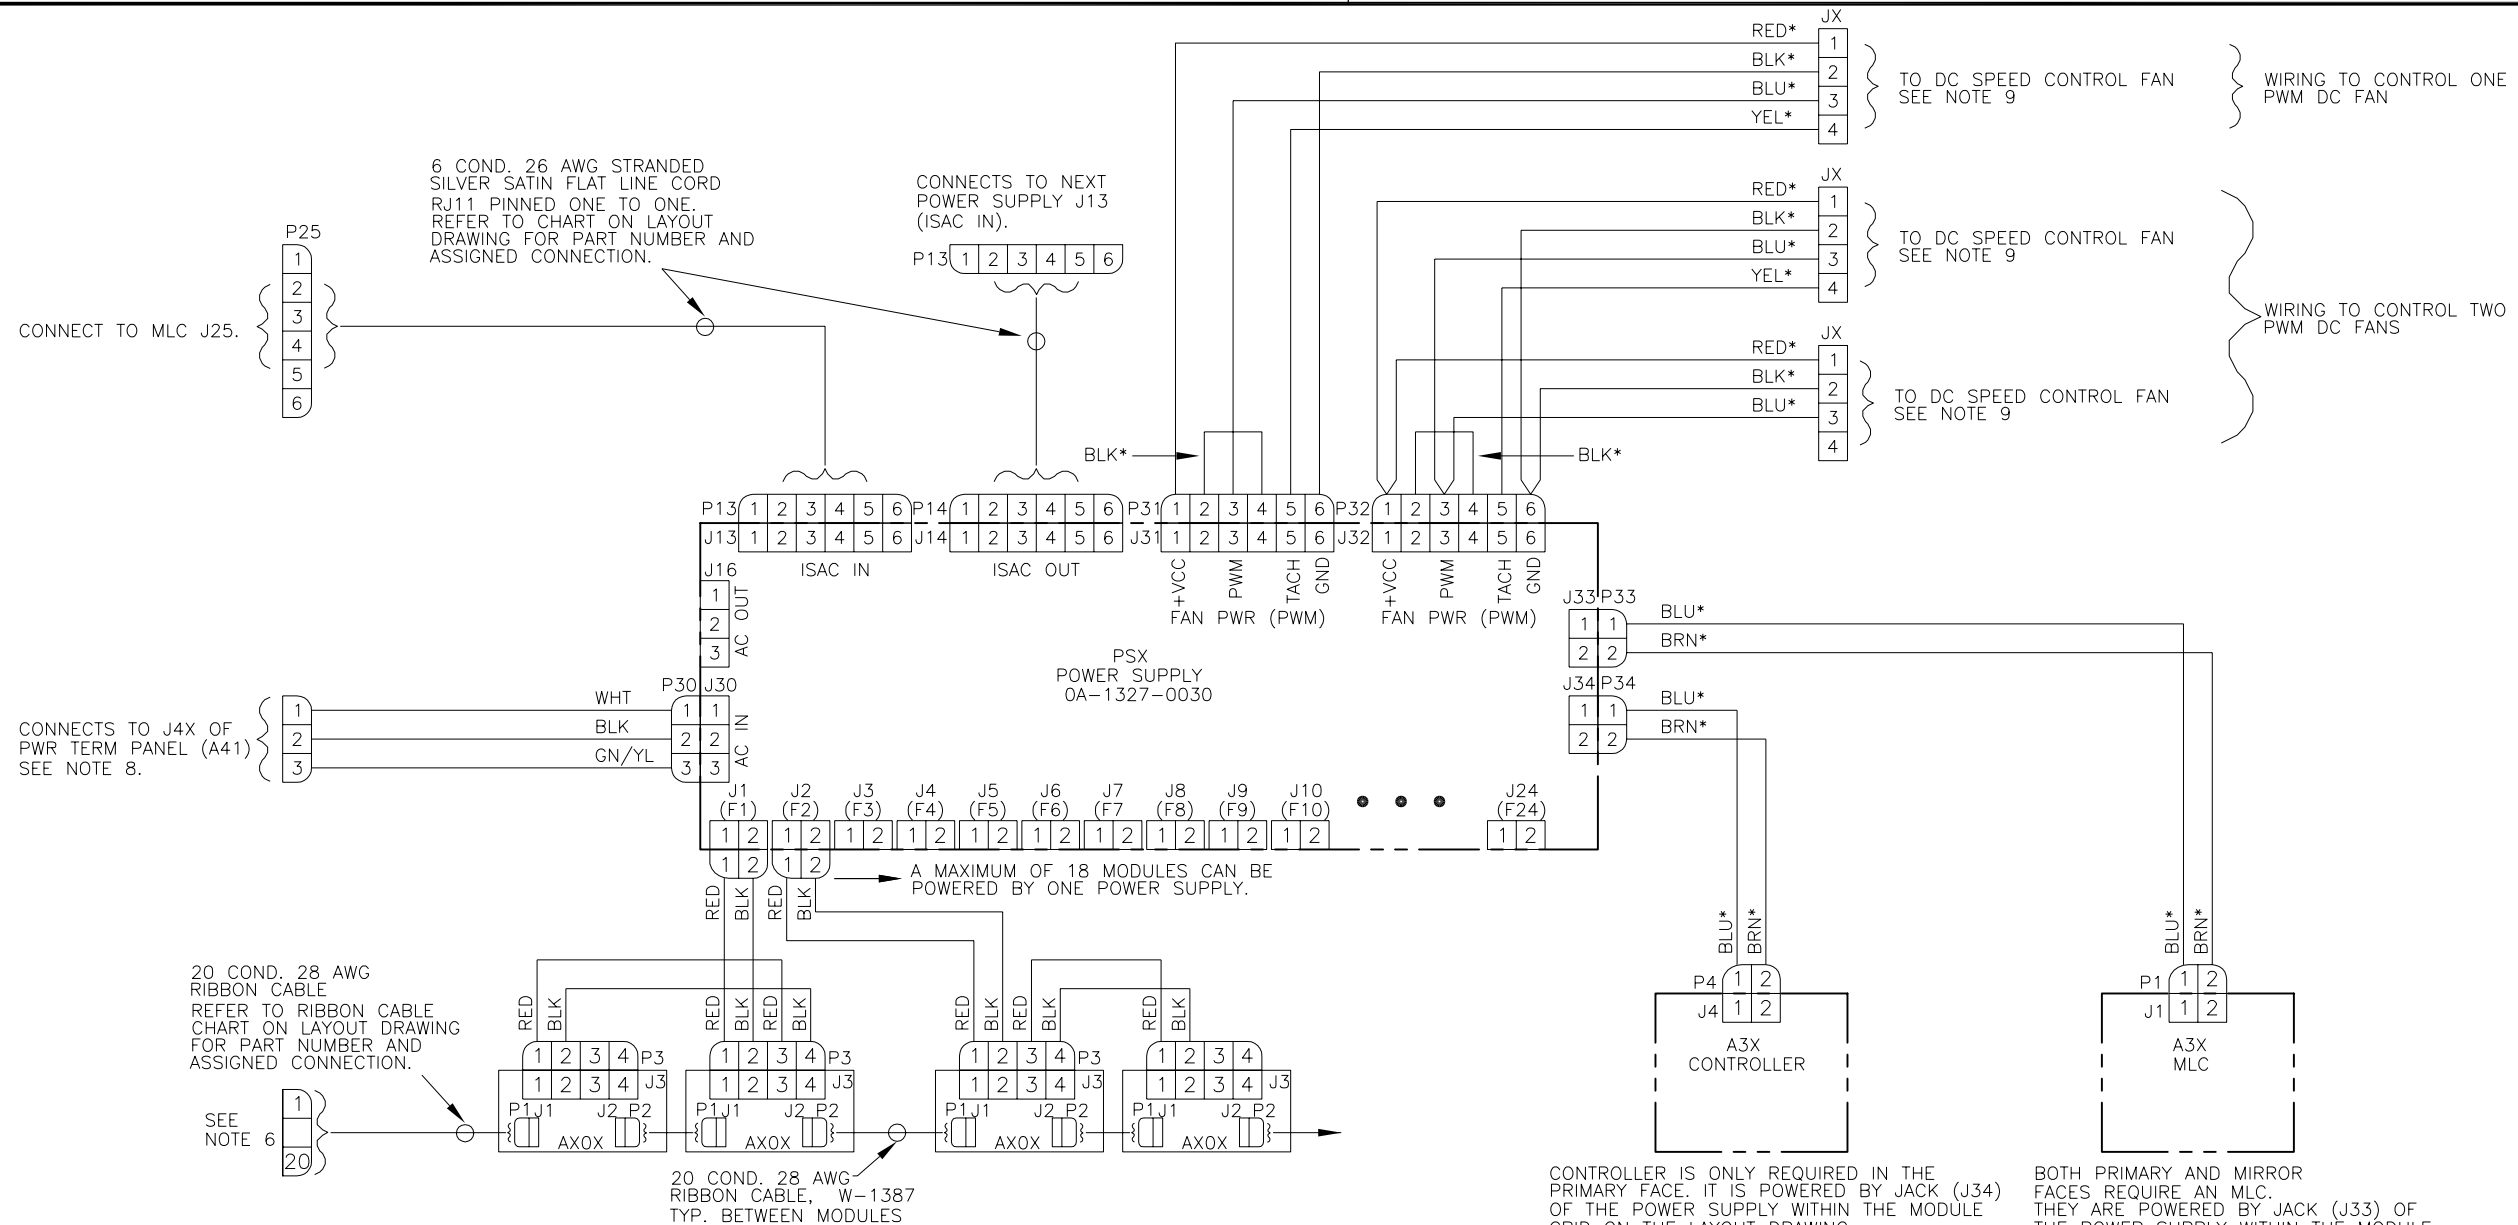 JX
RED* 1
BLK* 2
BLU* 3
YEL* 4
TO DC SPEED CONTROL FAN
SEE NOTE 9
WIRING TO CONTROL ONE
PWM DC FAN
JX
RED* 1
BLK* 2
BLU* 3
YEL* 4
TO DC SPEED CONTROL FAN
SEE NOTE 9
WIRING TO CONTROL TWO
PWM DC FANS
JX
RED* 1
BLK* 2
BLU* 3
4
TO DC SPEED CONTROL FAN
SEE NOTE 9
6 COND. 26 AWG STRANDED
SILVER SATIN FLAT LINE CORD
RJ11 PINNED ONE TO ONE.
REFER TO CHART ON LAYOUT
DRAWING FOR PART NUMBER AND
ASSIGNED CONNECTION.
CONNECTS TO NEXT
POWER SUPPLY J13
(ISAC IN).
P13 1 2 3 4 5 6
P25
1
2
3
4
5
6
CONNECT TO MLC J25.
BLK*
BLK*
P13 1 2 3 4 5 6 P14 1 2 3 4 5 6 P31 1 2 3 4 5 6 P32 1 2 3 4 5 6
J13 1 2 3 4 5 6 J14 1 2 3 4 5 6 J31 1 2 3 4 5 6 J32 1 2 3 4 5 6
ISAC IN
ISAC OUT
+VCC PWM TACH GND
FAN PWR (PWM)
+VCC PWM TACH GND
FAN PWR (PWM)
J16
1
2
3
AC OUT
PSX
POWER SUPPLY
0A-1327-0030
J33 P33
1 1 BLU*
2 2 BRN*
J34 P34
1 1 BLU*
2 2 BRN*
CONNECTS TO J4X OF
PWR TERM PANEL (A41)
SEE NOTE 8.
P30 J30
1 WHT 1 1
2 BLK 2 2
3 GN/YL 3 3
AC IN
J1 J2 J3 J4 J5 J6 J7 J8 J9 J10 J24
(F1) (F2) (F3) (F4) (F5) (F6) (F7 (F8) (F9) (F10) (F24)
1 2 1 2 1 2 1 2 1 2 1 2 1 2 1 2 1 2 1 2 1 2
1 2 1 2
A MAXIMUM OF 18 MODULES CAN BE
POWERED BY ONE POWER SUPPLY.
RED BLK RED BLK
BLU* BRN*
BLU* BRN*
20 COND. 28 AWG
RIBBON CABLE
REFER TO RIBBON CABLE
CHART ON LAYOUT DRAWING
FOR PART NUMBER AND
ASSIGNED CONNECTION.
RED BLK RED BLK RED BLK RED BLK RED BLK RED BLK
1 2 3 4 P3 1 2 3 4 P3 1 2 3 4 P3 1 2 3 4 P3
1 2 3 4 J3 1 2 3 4 J3 1 2 3 4 J3 1 2 3 4 J3
P1 J1 J2 P2 P1 J1 J2 P2 P1 J1 J2 P2 P1 J1 J2 P2
AX0X AX0X AX0X AX0X
SEE
NOTE 6
1
20
20 COND. 28 AWG
RIBBON CABLE, W-1387
TYP. BETWEEN MODULES
P4 1 2
J4 1 2
A3X
CONTROLLER
P1 1 2
J1 1 2
A3X
MLC
CONTROLLER IS ONLY REQUIRED IN THE
PRIMARY FACE. IT IS POWERED BY JACK (J34)
OF THE POWER SUPPLY WITHIN THE MODULE
GRID ON THE LAYOUT DRAWING
BOTH PRIMARY AND MIRROR
FACES REQUIRE AN MLC.
THEY ARE POWERED BY JACK (J33) OF
THE POWER SUPPLY WITHIN THE MODULE